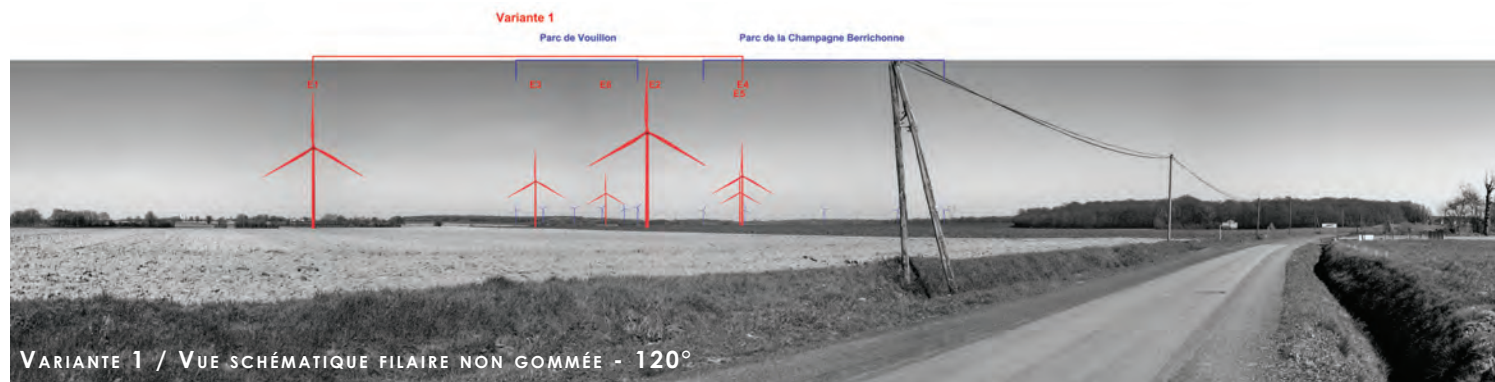 Variante 1
Parc de Vouillon
Parc de la Champagne Berrichonne
E1 E3 E6 E2 E4
E5
VARIANTE 1 / VUE SCHÉMATIQUE FILAIRE NON GOMMÉE - 120°